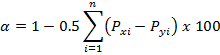 α = 1 − 0.5 ∑_{i=1}^{n} (P_{xi} − P_{yi}) x 100